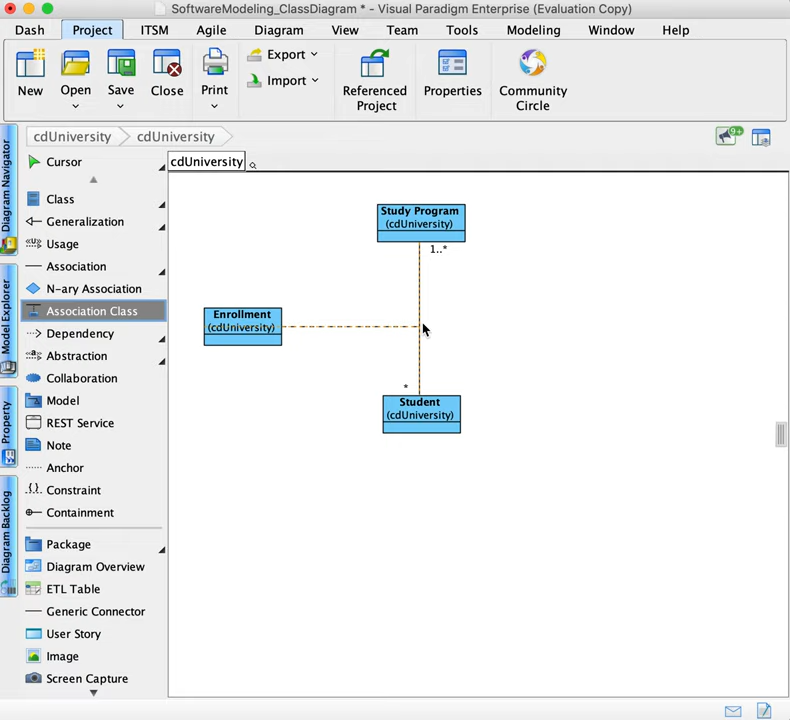 SoftwareModeling_ClassDiagram * - Visual Paradigm Enterprise (Evaluation Copy)
Dash Project ITSM Agile Diagram View Team Tools Modeling Window Help
New Open Save Close Print Export Import Referenced Project Properties Community Circle
cdUniversity cdUniversity
9+
Diagram Navigator
Model Explorer
Property
Diagram Backlog
Cursor
Class
Generalization
«u» Usage
Association
N-ary Association
Association Class
Dependency
«a» Abstraction
Collaboration
Model
REST Service
Note
Anchor
{} Constraint
Containment
Package
Diagram Overview
ETL Table
Generic Connector
User Story
Image
Screen Capture
cdUniversity
Study Program
(cdUniversity)
1..*
Enrollment
(cdUniversity)
*
Student
(cdUniversity)